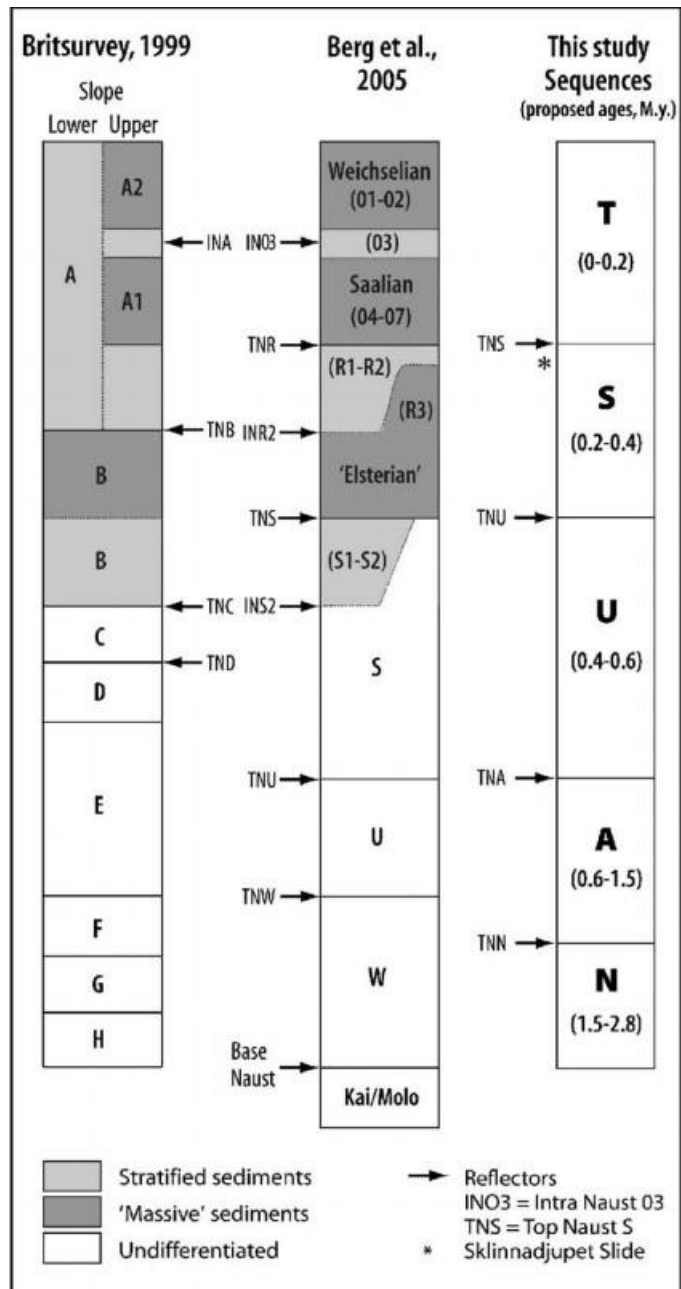 Britsurvey, 1999
Slope
Lower Upper
A
A2
A1
B
B
C
D
E
F
G
H
INA
TNB
TNC
TND
Berg et al.,
2005
Weichselian
(01-02)
(03)
Saalian
(04-07)
(R1-R2)
(R3)
'Elsterian'
(S1-S2)
S
U
W
Kai/Molo
INO3
TNR
INR2
TNS
INS2
TNU
TNW
Base
Naust
This study
Sequences
(proposed ages, M.y.)
T
(0-0.2)
TNS
*
S
(0.2-0.4)
TNU
U
(0.4-0.6)
TNA
A
(0.6-1.5)
TNN
N
(1.5-2.8)
Stratified sediments
'Massive' sediments
Undifferentiated
Reflectors
INO3 = Intra Naust 03
TNS = Top Naust S
* Sklinnadjupet Slide